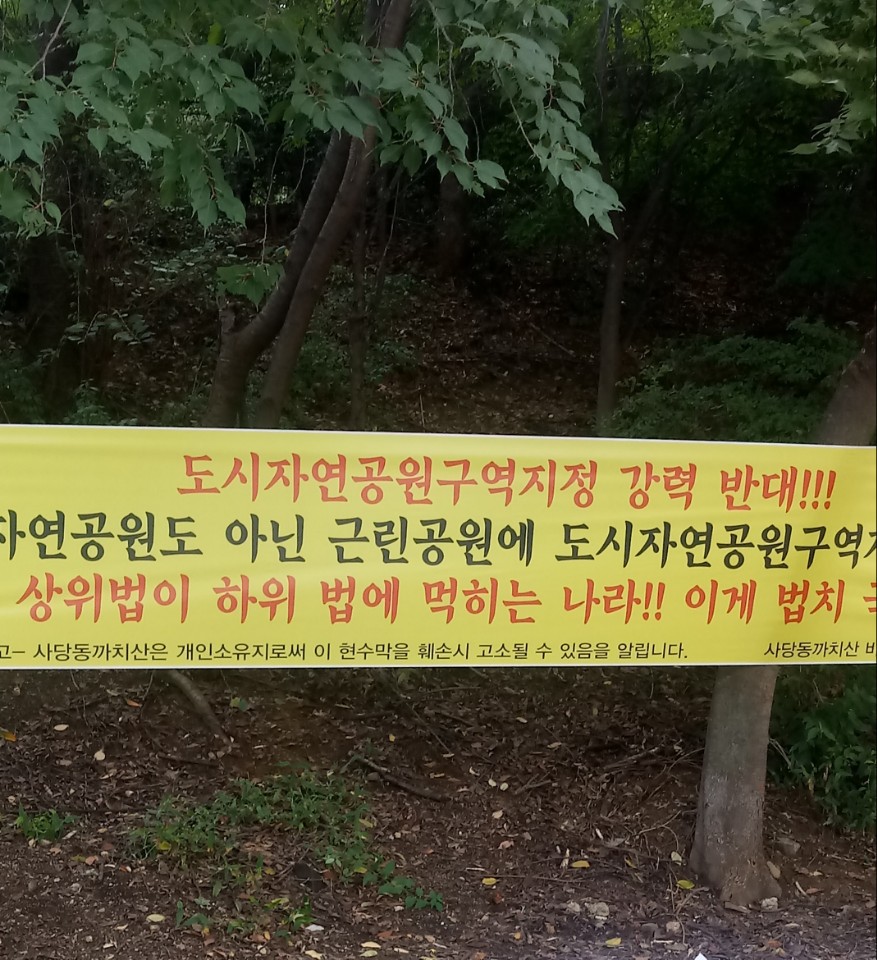 도시자연공원구역지정 강력 반대!!!
자연공원도 아닌 근린공원에 도시자연공원구역지
상위법이 하위 법에 먹히는 나라!! 이게 법치
고- 사당동까치산은 개인소유지로써 이 현수막을 훼손시 고소될 수 있음을 알립니다. 사당동까치산 비